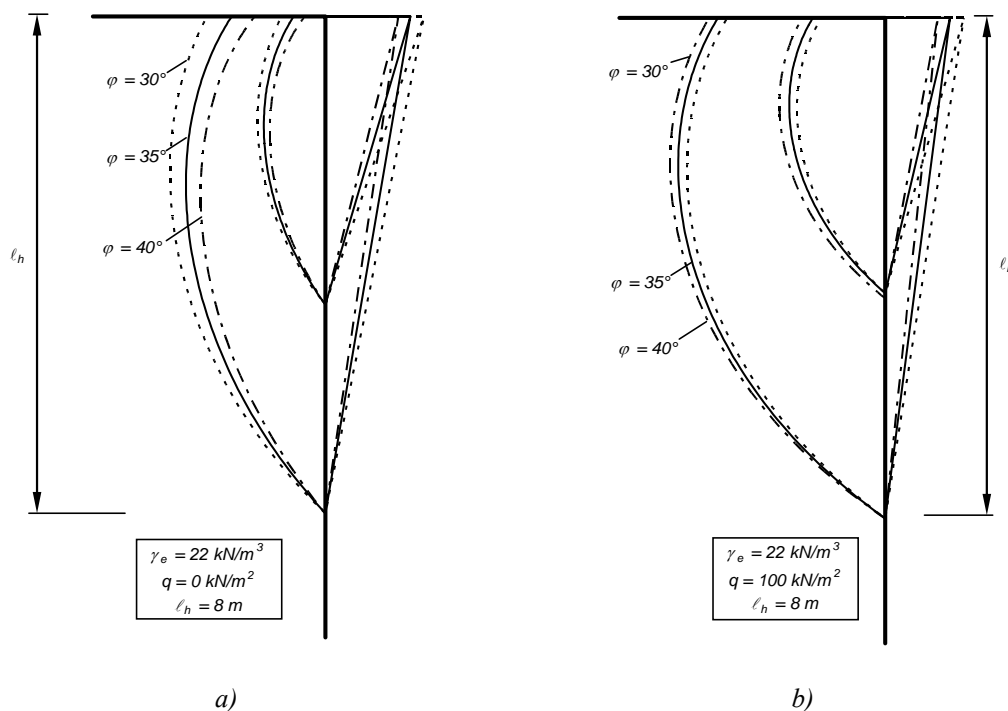 φ = 30°
φ = 35°
φ = 40°
ℓh
γe = 22 kN/m³
q = 0 kN/m²
ℓh = 8 m
a)
φ = 30°
φ = 35°
φ = 40°
γe = 22 kN/m³
q = 100 kN/m²
ℓh = 8 m
b)